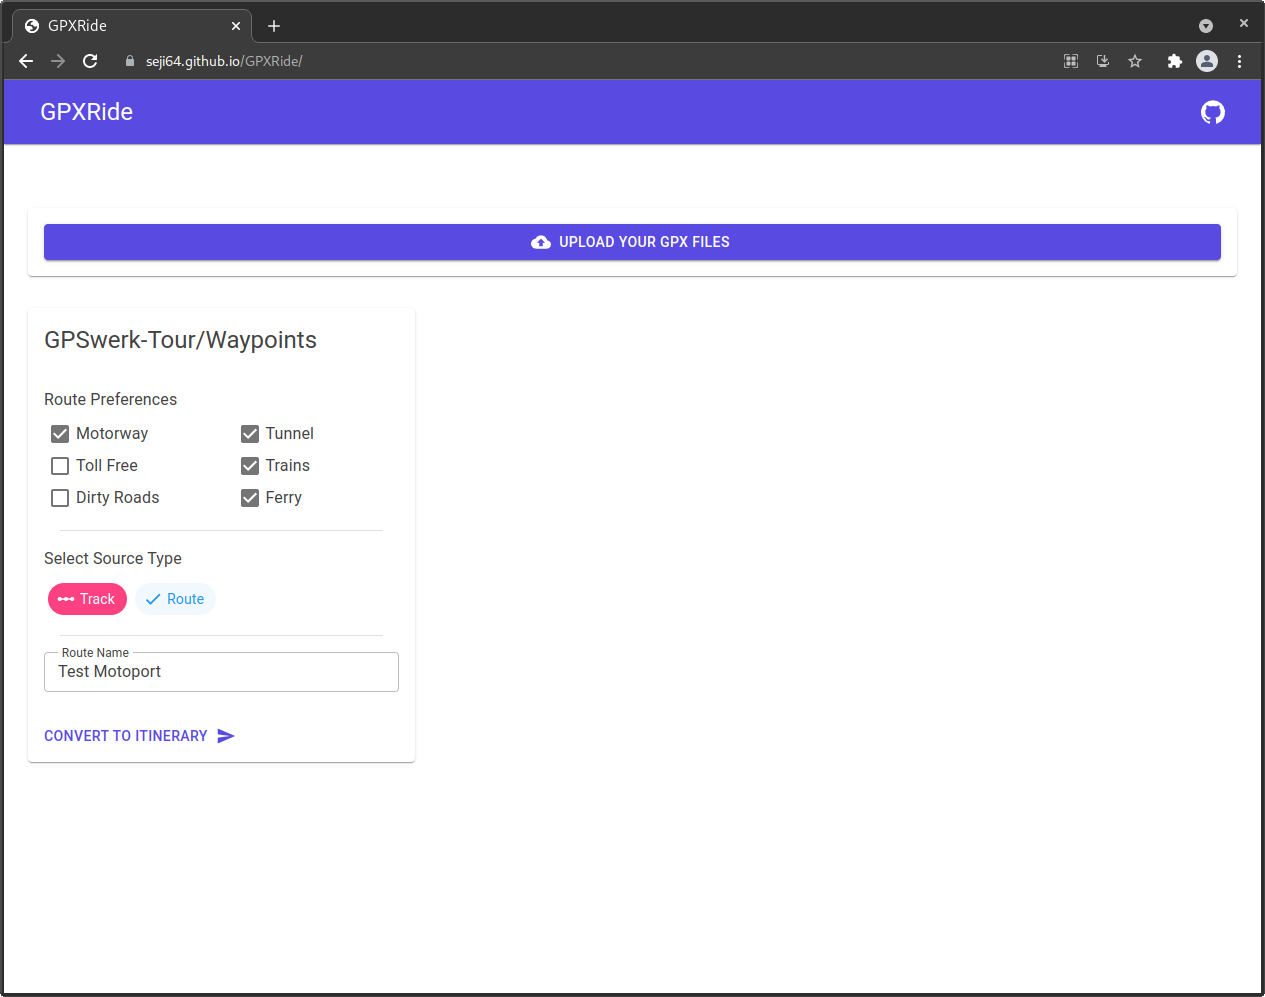 GPXRide
seji64.github.io/GPXRide/
GPXRide
UPLOAD YOUR GPX FILES
GPSwerk-Tour/Waypoints
Route Preferences
Motorway Tunnel
Toll Free Trains
Dirty Roads Ferry
Select Source Type
Track Route
Route Name
Test Motoport
CONVERT TO ITINERARY